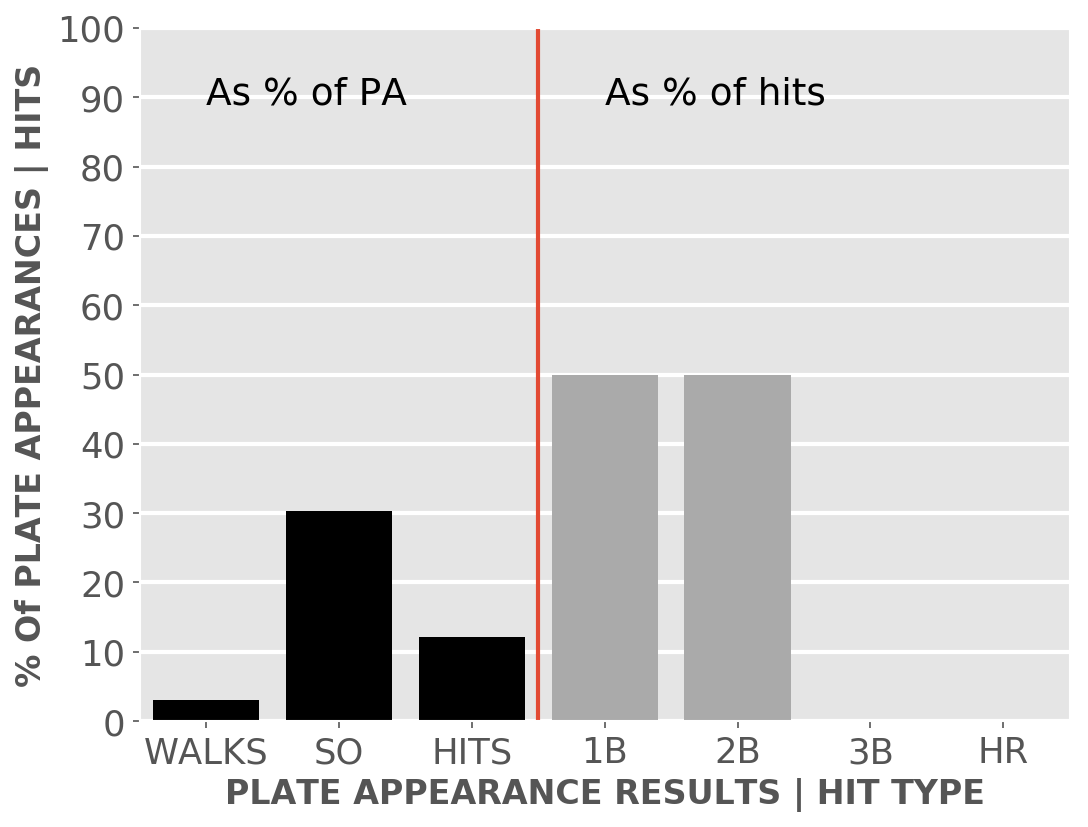 % Of PLATE APPEARANCES | HITS
100
90
80
70
60
50
40
30
20
10
0
As % of PA
As % of hits
WALKS SO HITS 1B 2B 3B HR
PLATE APPEARANCE RESULTS | HIT TYPE